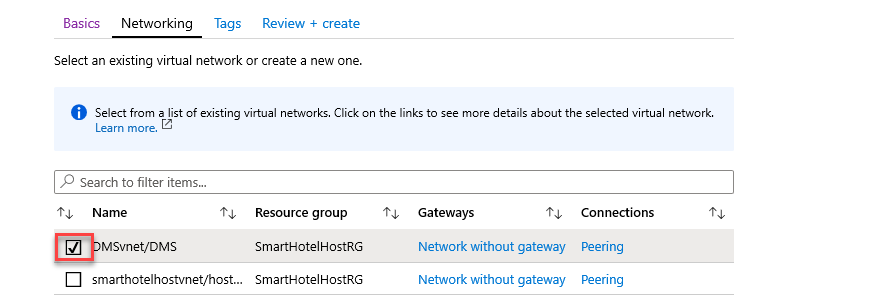 Basics Networking Tags Review + create
Select an existing virtual network or create a new one.
Select from a list of existing virtual networks. Click on the links to see more details about the selected virtual network.
Learn more.
Search to filter items...
Name Resource group Gateways Connections
DMSvnet/DMS SmartHotelHostRG Network without gateway Peering
smarthotelhostvnet/host... SmartHotelHostRG Network without gateway Peering